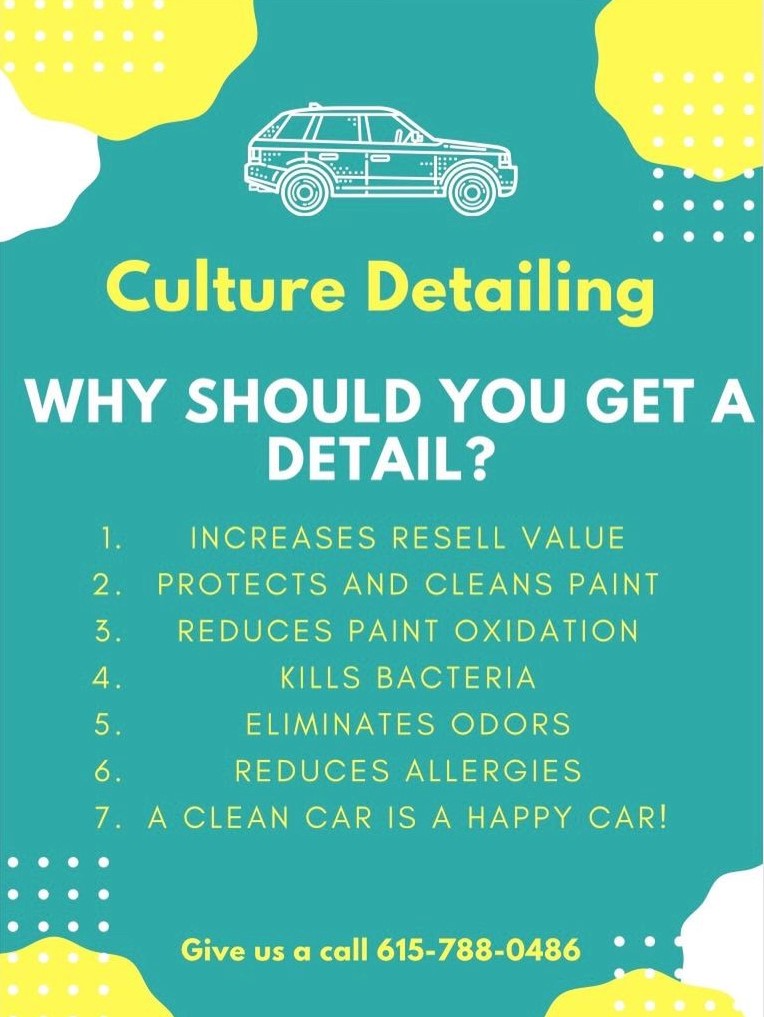 Culture Detailing
WHY SHOULD YOU GET A
DETAIL?
1. INCREASES RESELL VALUE
2. PROTECTS AND CLEANS PAINT
3. REDUCES PAINT OXIDATION
4. KILLS BACTERIA
5. ELIMINATES ODORS
6. REDUCES ALLERGIES
7. A CLEAN CAR IS A HAPPY CAR!
Give us a call 615-788-0486